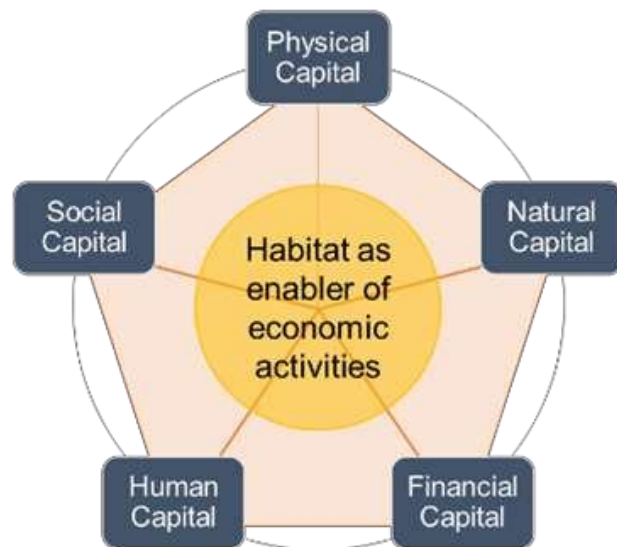 Physical
Capital
Social
Capital
Natural
Capital
Habitat as
enabler of
economic
activities
Human
Capital
Financial
Capital